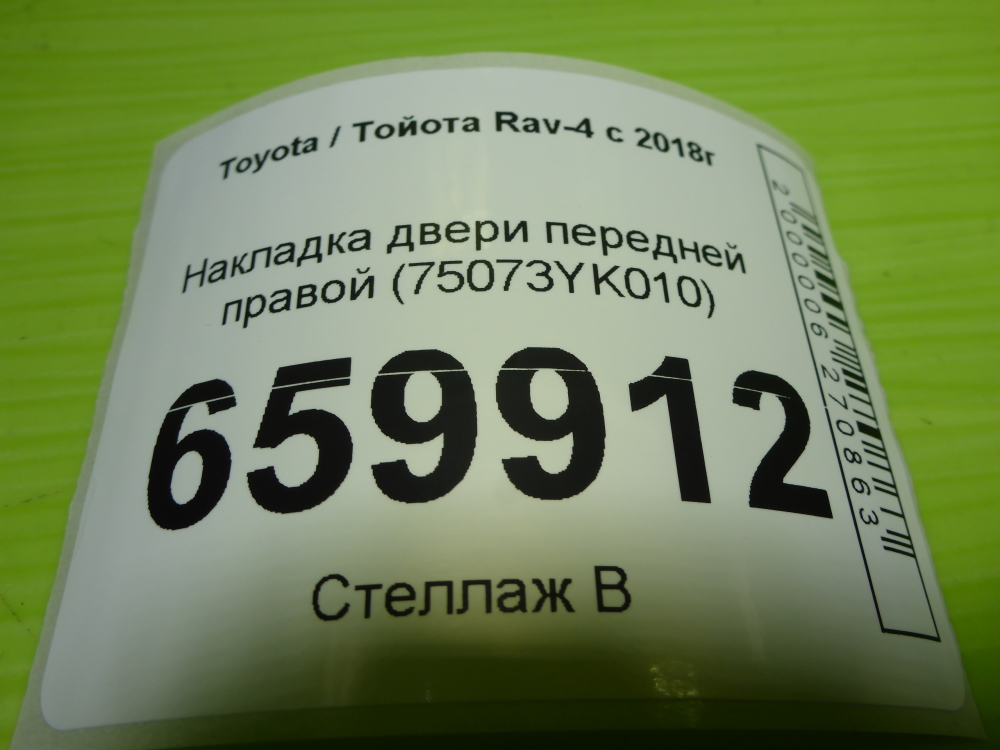 Toyota / Тойота Rav-4 с 2018г
Накладка двери передней
правой (75073YK010)
659912
Стеллаж В
2000006270863